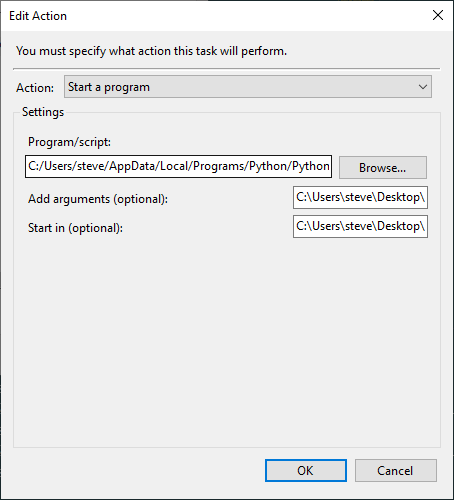 Edit Action
You must specify what action this task will perform.
Action: Start a program
Settings
Program/script:
C:/Users/steve/AppData/Local/Programs/Python/Python Browse...
Add arguments (optional): C:\Users\steve\Desktop\
Start in (optional): C:\Users\steve\Desktop\
OK Cancel